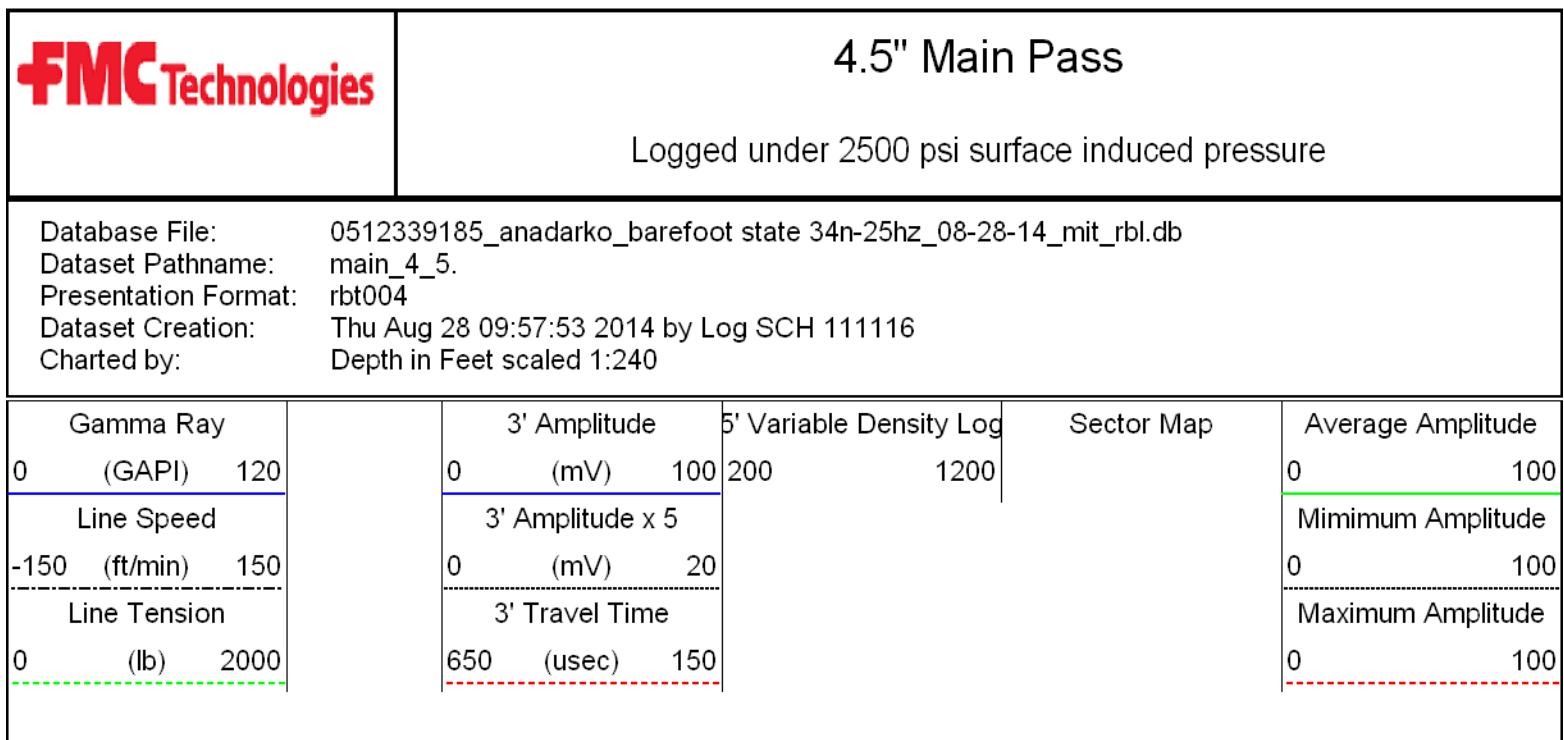 FMC Technologies
4.5" Main Pass
Logged under 2500 psi surface induced pressure
Database File: 0512339185_anadarko_barefoot state 34n-25hz_08-28-14_mit_rbl.db
Dataset Pathname: main_4_5.
Presentation Format: rbt004
Dataset Creation: Thu Aug 28 09:57:53 2014 by Log SCH 111116
Charted by: Depth in Feet scaled 1:240
Gamma Ray
0 (GAPI) 120
Line Speed
-150 (ft/min) 150
Line Tension
0 (lb) 2000
3' Amplitude
0 (mV) 100
3' Amplitude x 5
0 (mV) 20
3' Travel Time
650 (usec) 150
5' Variable Density Log
200 1200
Sector Map
Average Amplitude
0 100
Mimimum Amplitude
0 100
Maximum Amplitude
0 100